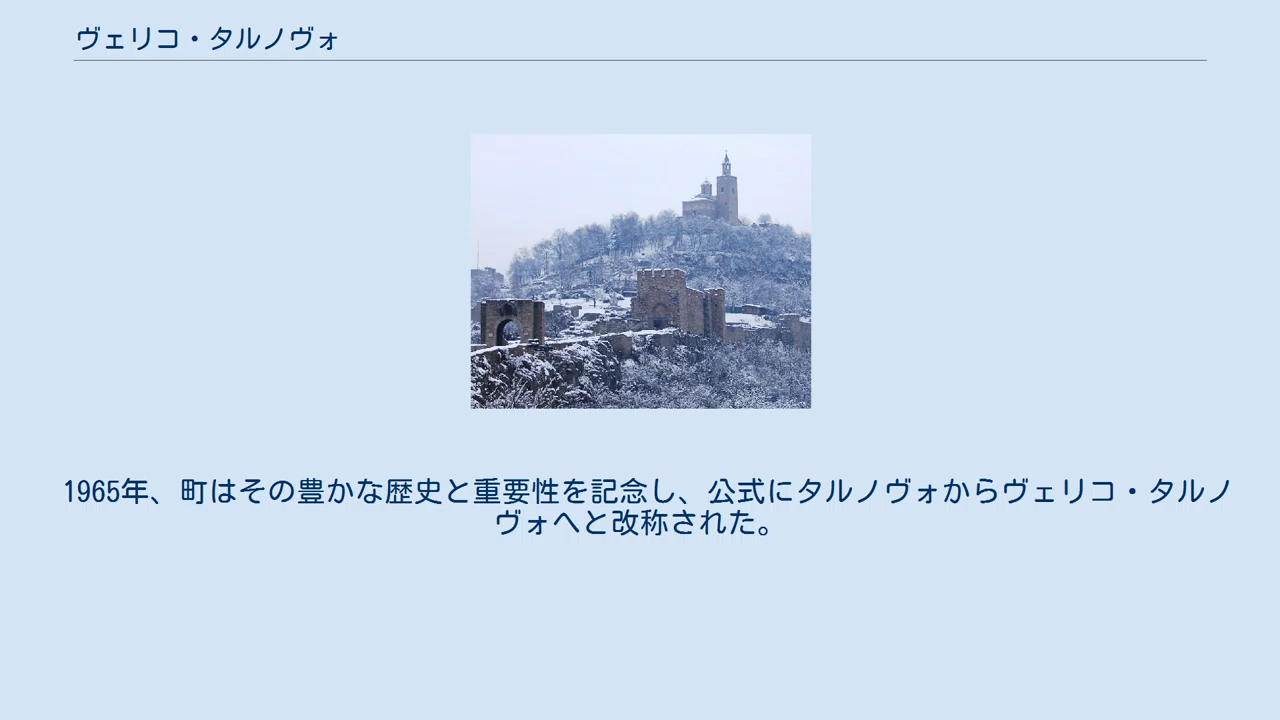 ヴェリコ・タルノヴォ
1965年、町はその豊かな歴史と重要性を記念し、公式にタルノヴォからヴェリコ・タルノ
ヴォへと改称された。